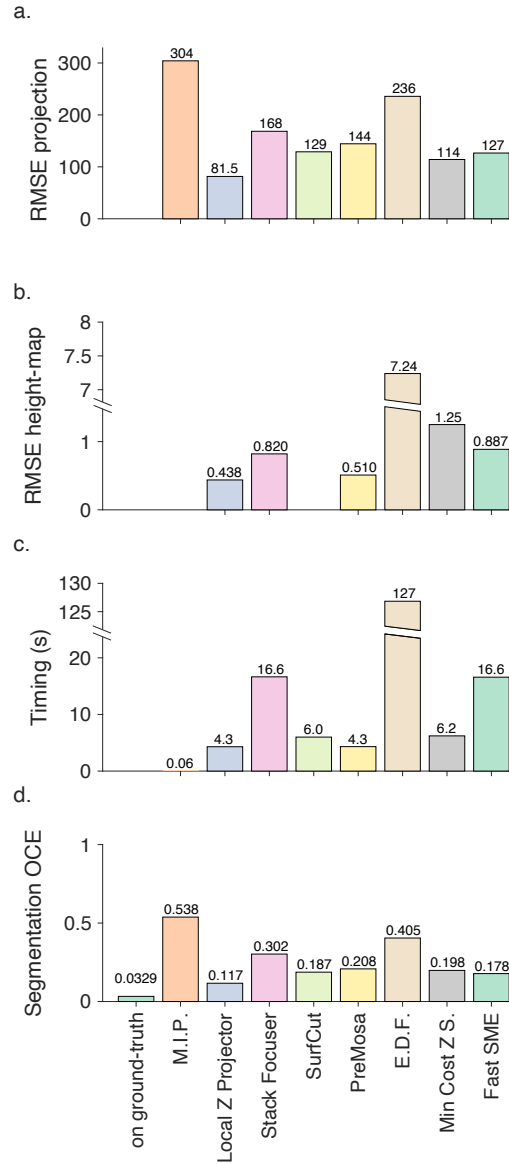 a.
RMSE projection
300
200
100
0
304
81.5
168
129
144
236
114
127
b.
RMSE height-map
8
7.5
7
1
0
0.438
0.820
0.510
7.24
1.25
0.887
c.
Timing (s)
130
125
20
10
0
0.06
4.3
16.6
6.0
4.3
127
6.2
16.6
d.
Segmentation OCE
1
0.5
0
0.0329
0.538
0.117
0.302
0.187
0.208
0.405
0.198
0.178
on ground-truth
M.I.P.
Local Z Projector
Stack Focuser
SurfCut
PreMosa
E.D.F.
Min Cost Z S.
Fast SME